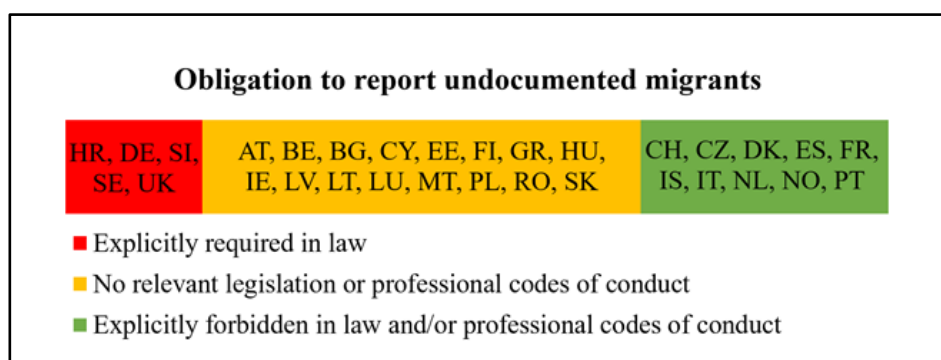 Obligation to report undocumented migrants
HR, DE, SI,
SE, UK
AT, BE, BG, CY, EE, FI, GR, HU,
IE, LV, LT, LU, MT, PL, RO, SK
CH, CZ, DK, ES, FR,
IS, IT, NL, NO, PT
Explicitly required in law
No relevant legislation or professional codes of conduct
Explicitly forbidden in law and/or professional codes of conduct